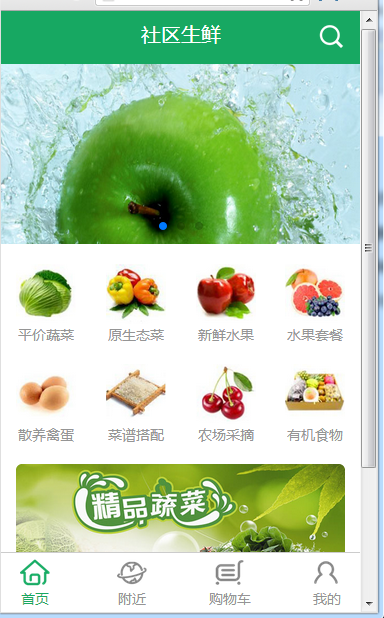 社区生鲜
平价蔬菜 原生态菜 新鲜水果 水果套餐
散养禽蛋 菜谱搭配 农场采摘 有机食物
精品蔬菜
首页 附近 购物车 我的